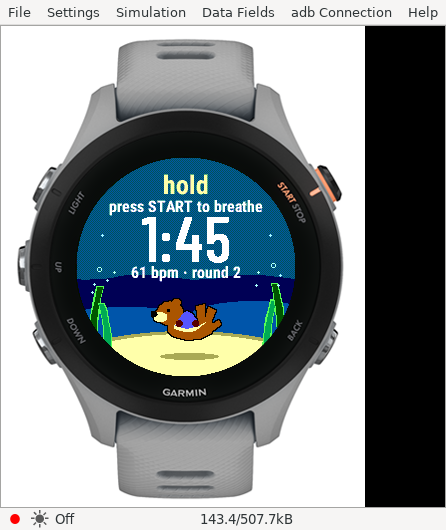 File Settings Simulation Data Fields adb Connection Help
LIGHT
START STOP
UP
DOWN
BACK
hold
press START to breathe
1:45
61 bpm · round 2
GARMIN
Off
143.4/507.7kB